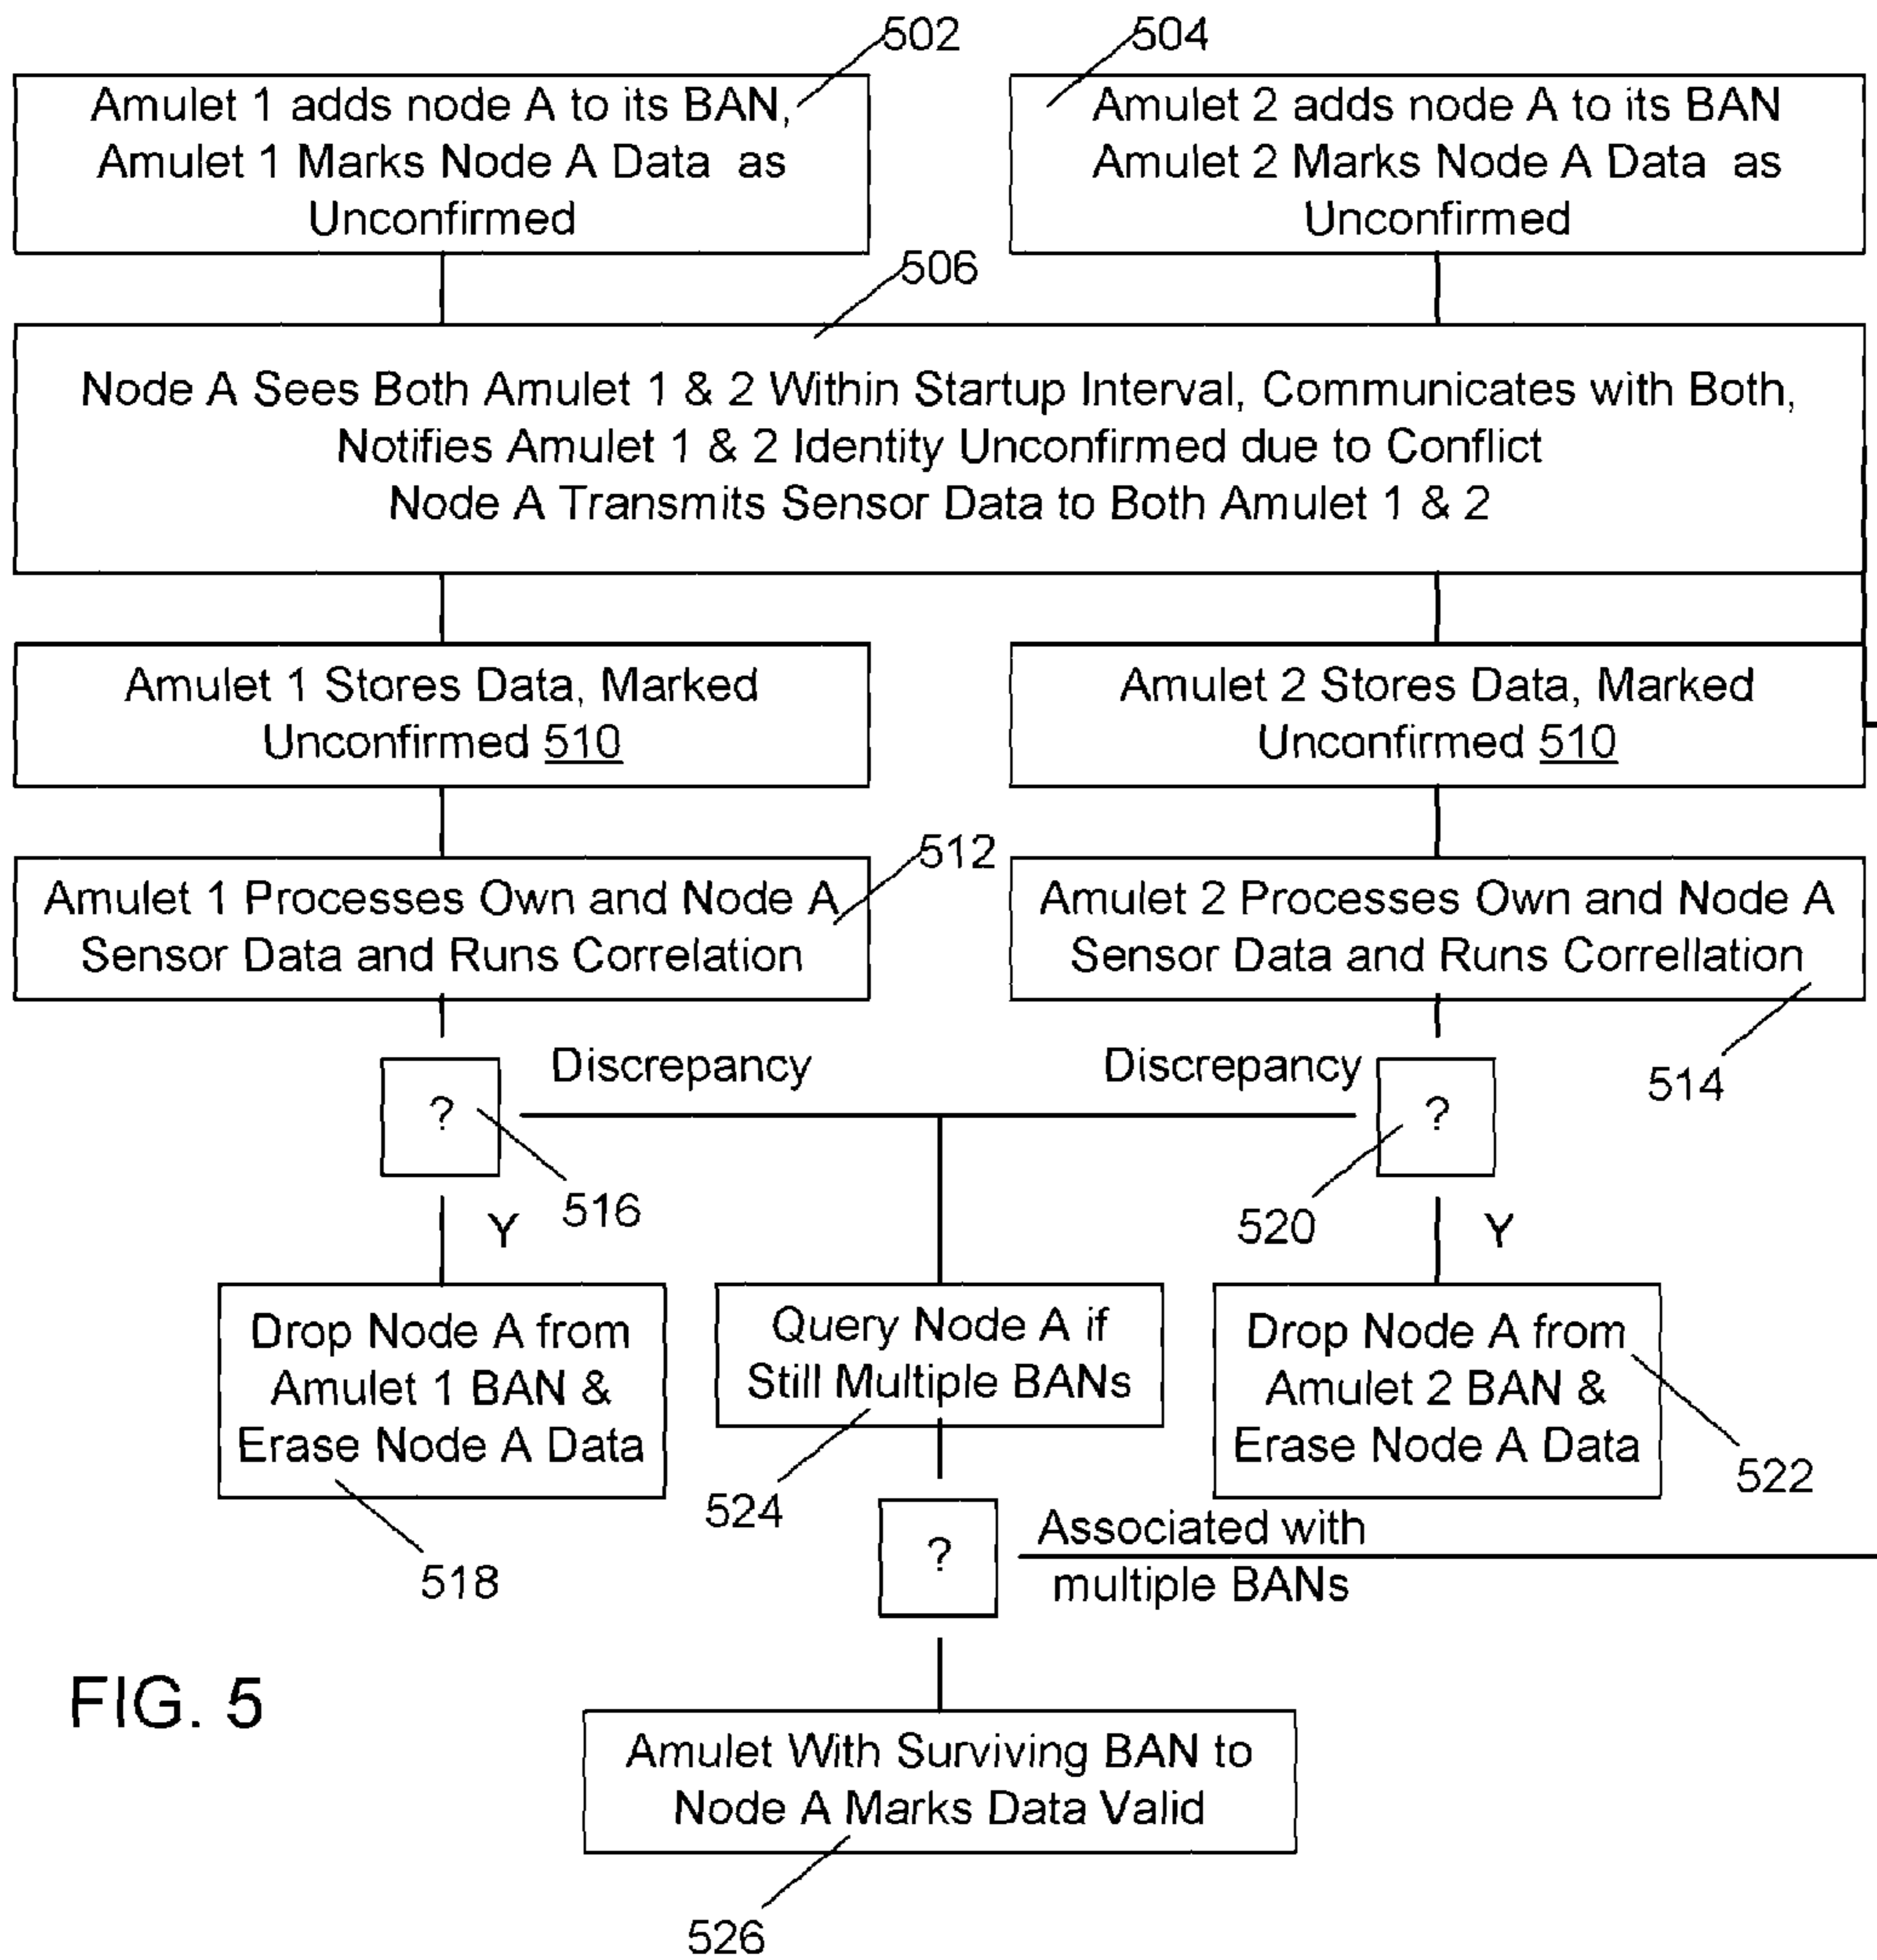 502
504
Amulet 1 adds node A to its BAN,
Amulet 1 Marks Node A Data as
Unconfirmed
Amulet 2 adds node A to its BAN
Amulet 2 Marks Node A Data as
Unconfirmed
506
Node A Sees Both Amulet 1 & 2 Within Startup Interval, Communicates with Both,
Notifies Amulet 1 & 2 Identity Unconfirmed due to Conflict
Node A Transmits Sensor Data to Both Amulet 1 & 2
Amulet 1 Stores Data, Marked
Unconfirmed 510
Amulet 2 Stores Data, Marked
Unconfirmed 510
512
Amulet 1 Processes Own and Node A
Sensor Data and Runs Correlation
Amulet 2 Processes Own and Node A
Sensor Data and Runs Correllation
514
Discrepancy
Discrepancy
?
?
516
520
Y
Y
Drop Node A from
Amulet 1 BAN &
Erase Node A Data
518
Query Node A if
Still Multiple BANs
524
Drop Node A from
Amulet 2 BAN &
Erase Node A Data
522
?
Associated with
multiple BANs
FIG. 5
Amulet With Surviving BAN to
Node A Marks Data Valid
526